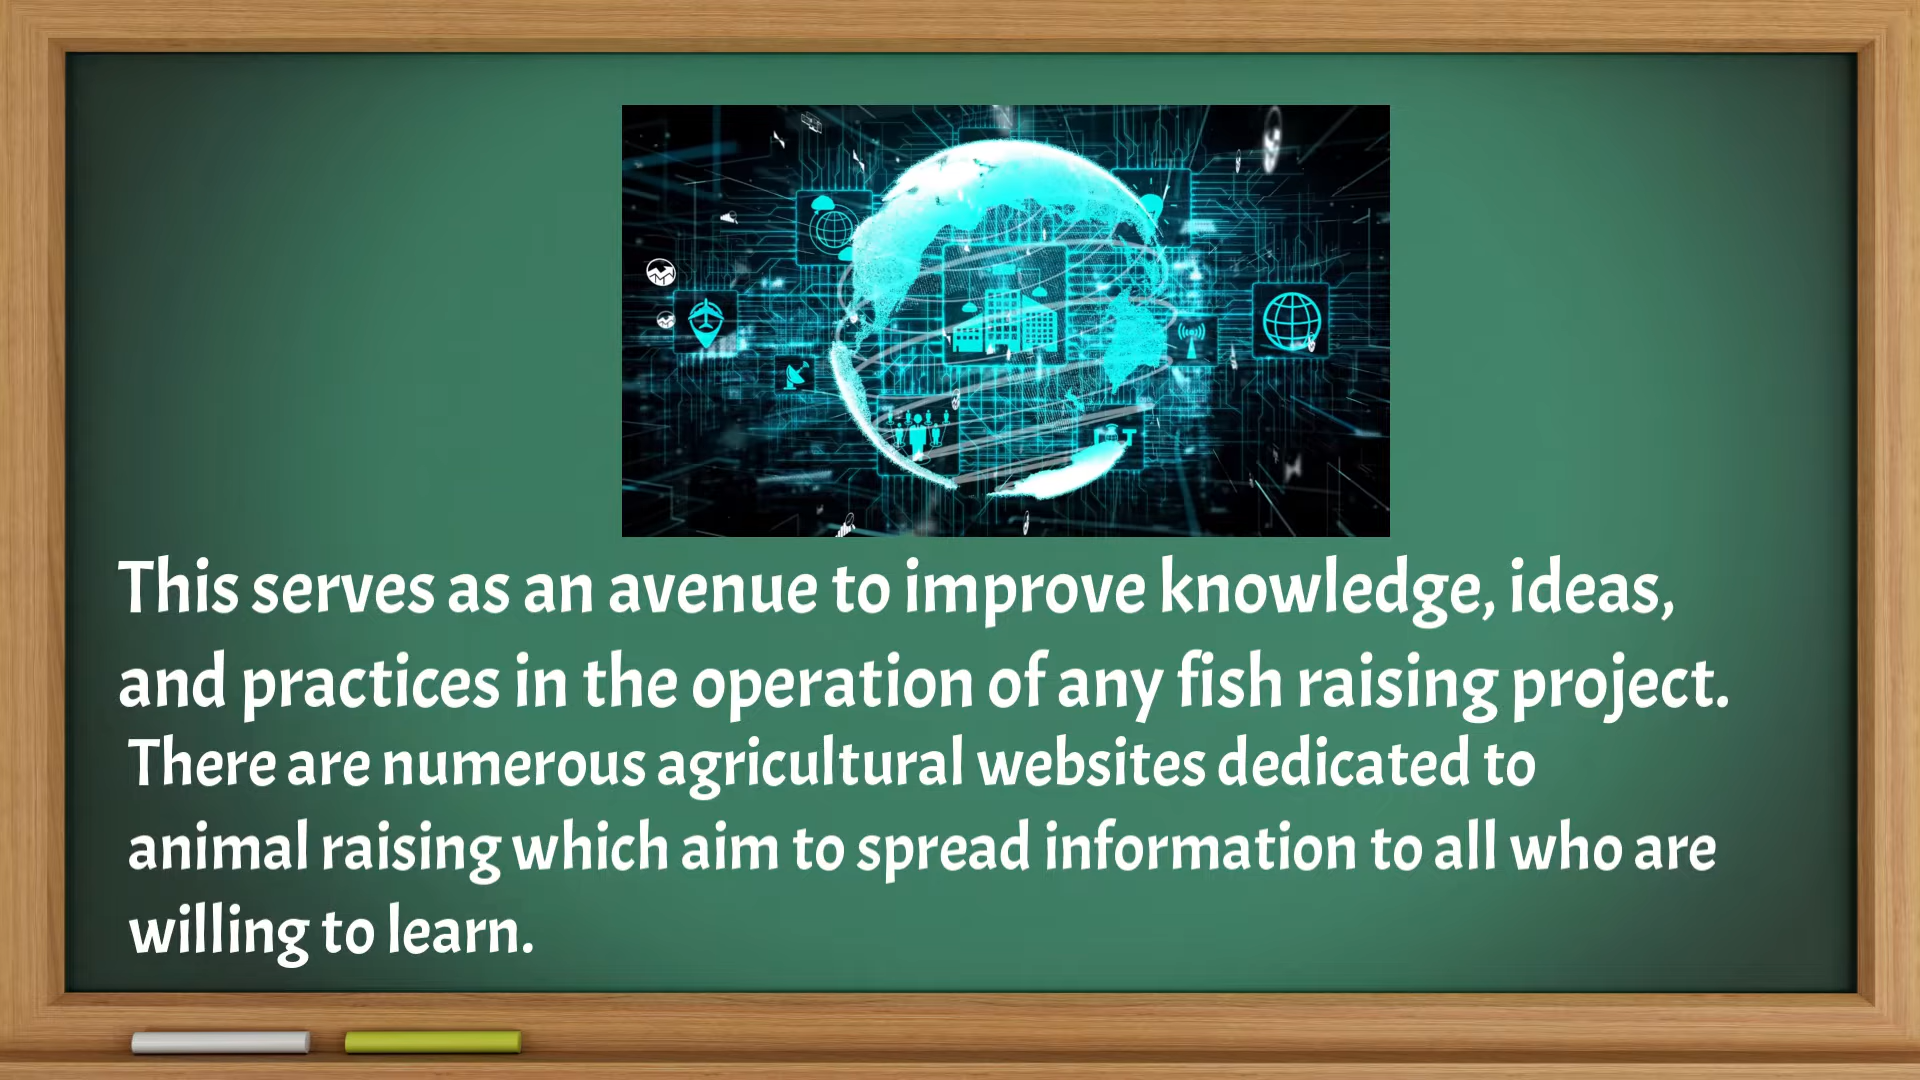 This serves as an avenue to improve knowledge, ideas,
and practices in the operation of any fish raising project.
There are numerous agricultural websites dedicated to
animal raising which aim to spread information to all who are
willing to learn.